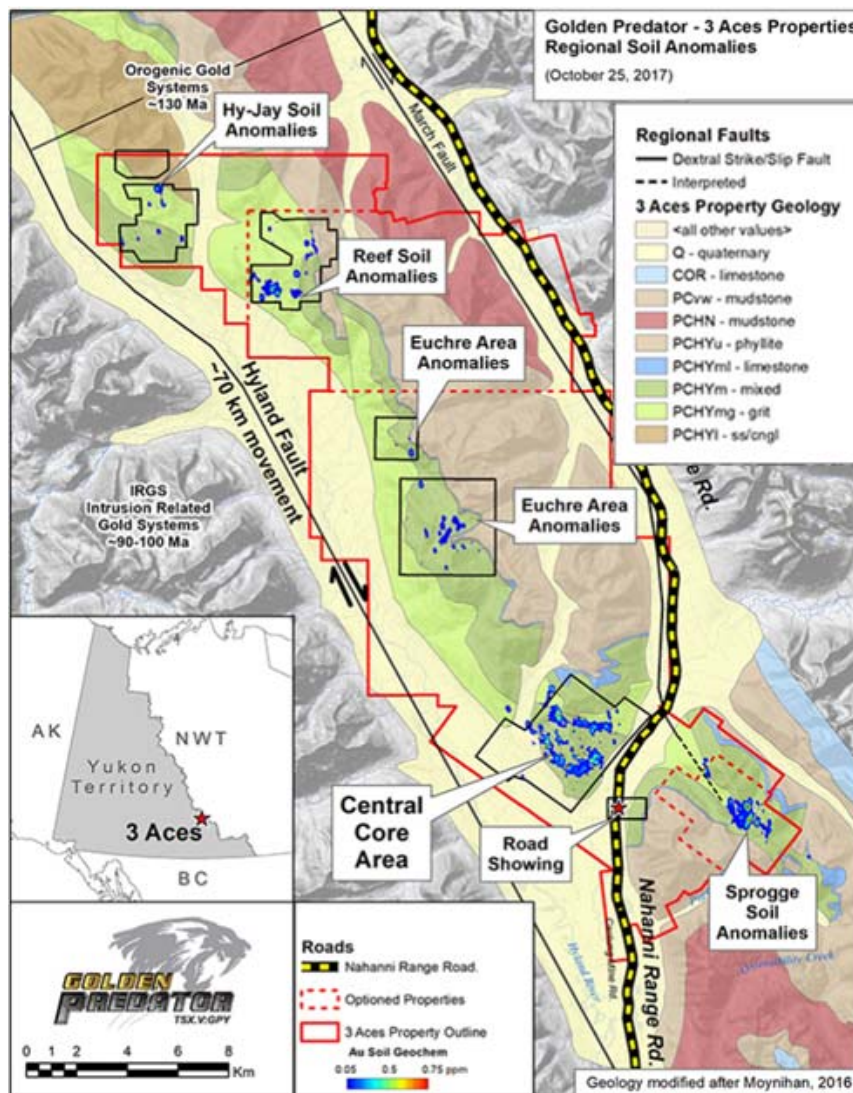 Golden Predator - 3 Aces Properties
Regional Soil Anomalies
(October 25, 2017)
Orogenic Gold
Systems
~130 Ma
Hy-Jay Soil
Anomalies
March Fault
Regional Faults
Dextral Strike/Slip Fault
Interpreted
3 Aces Property Geology
<all other values>
Q - quaternary
COR - limestone
PCvw - mudstone
PCHN - mudstone
PCHYu - phyllite
PCHYml - limestone
PCHYm - mixed
PCHYmg - grit
PCHYl - ss/cngl
Reef Soil
Anomalies
Euchre Area
Anomalies
Hyland Fault
~70 km movement
e Rd.
IRGS
Intrusion Related
Gold Systems
~90-100 Ma
Euchre Area
Anomalies
AK
NWT
Yukon
Territory
3 Aces
BC
Central
Core
Area
Road
Showing
Sprogge
Soil
Anomalies
Nahanni Range Rd.
Hyland River
GOLDEN
PREDATOR
TSX.V:GPY
0 1 2 4 6 8
Km
Roads
Nahanni Range Road.
Optioned Properties
3 Aces Property Outline
Au Soil Geochem
0.05 0.5 0.75 ppm
Geology modified after Moynihan, 2016